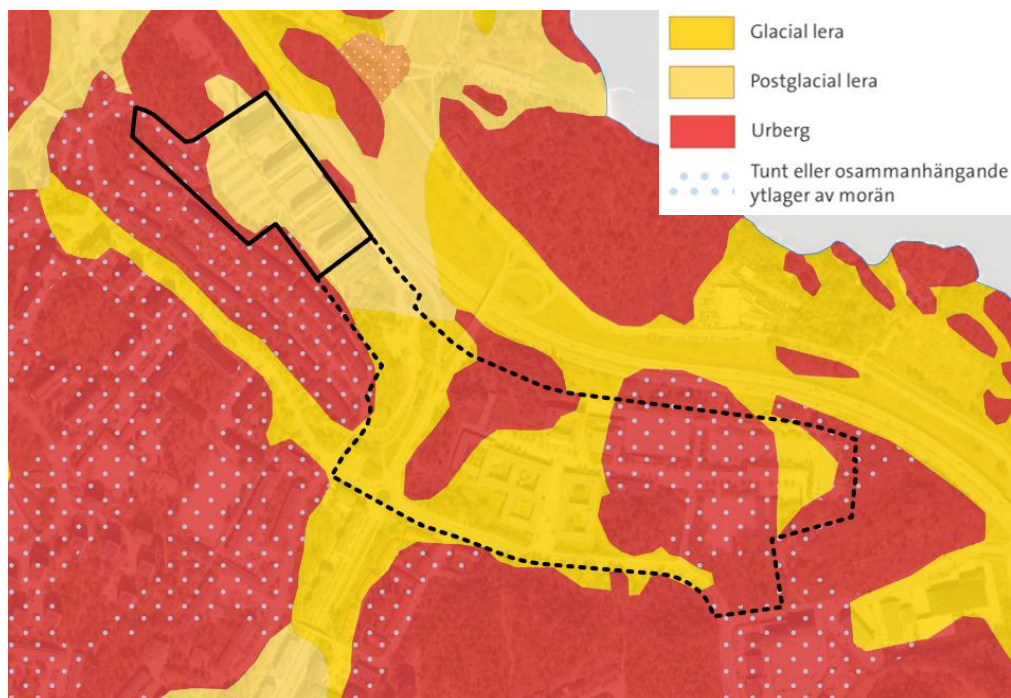 Glacial lera
Postglacial lera
Urberg
Tunt eller osammanhängande
ytlager av morän